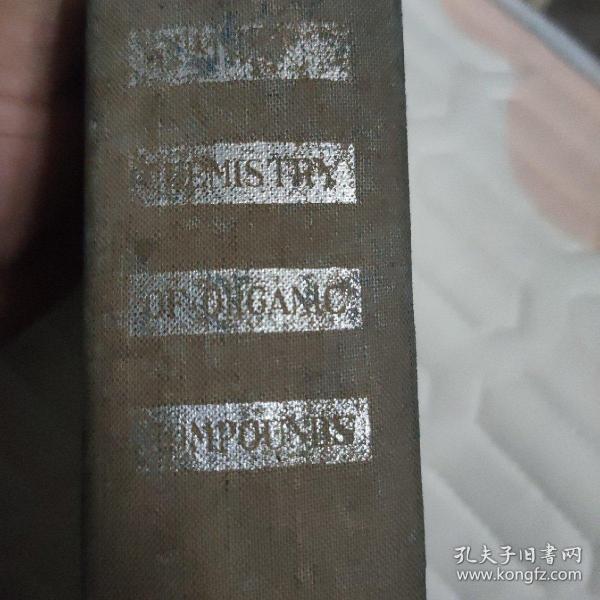 CHEMISTRY
OF ORGANIC
COMPOUNDS
孔夫子旧书网
www.kongfz.com